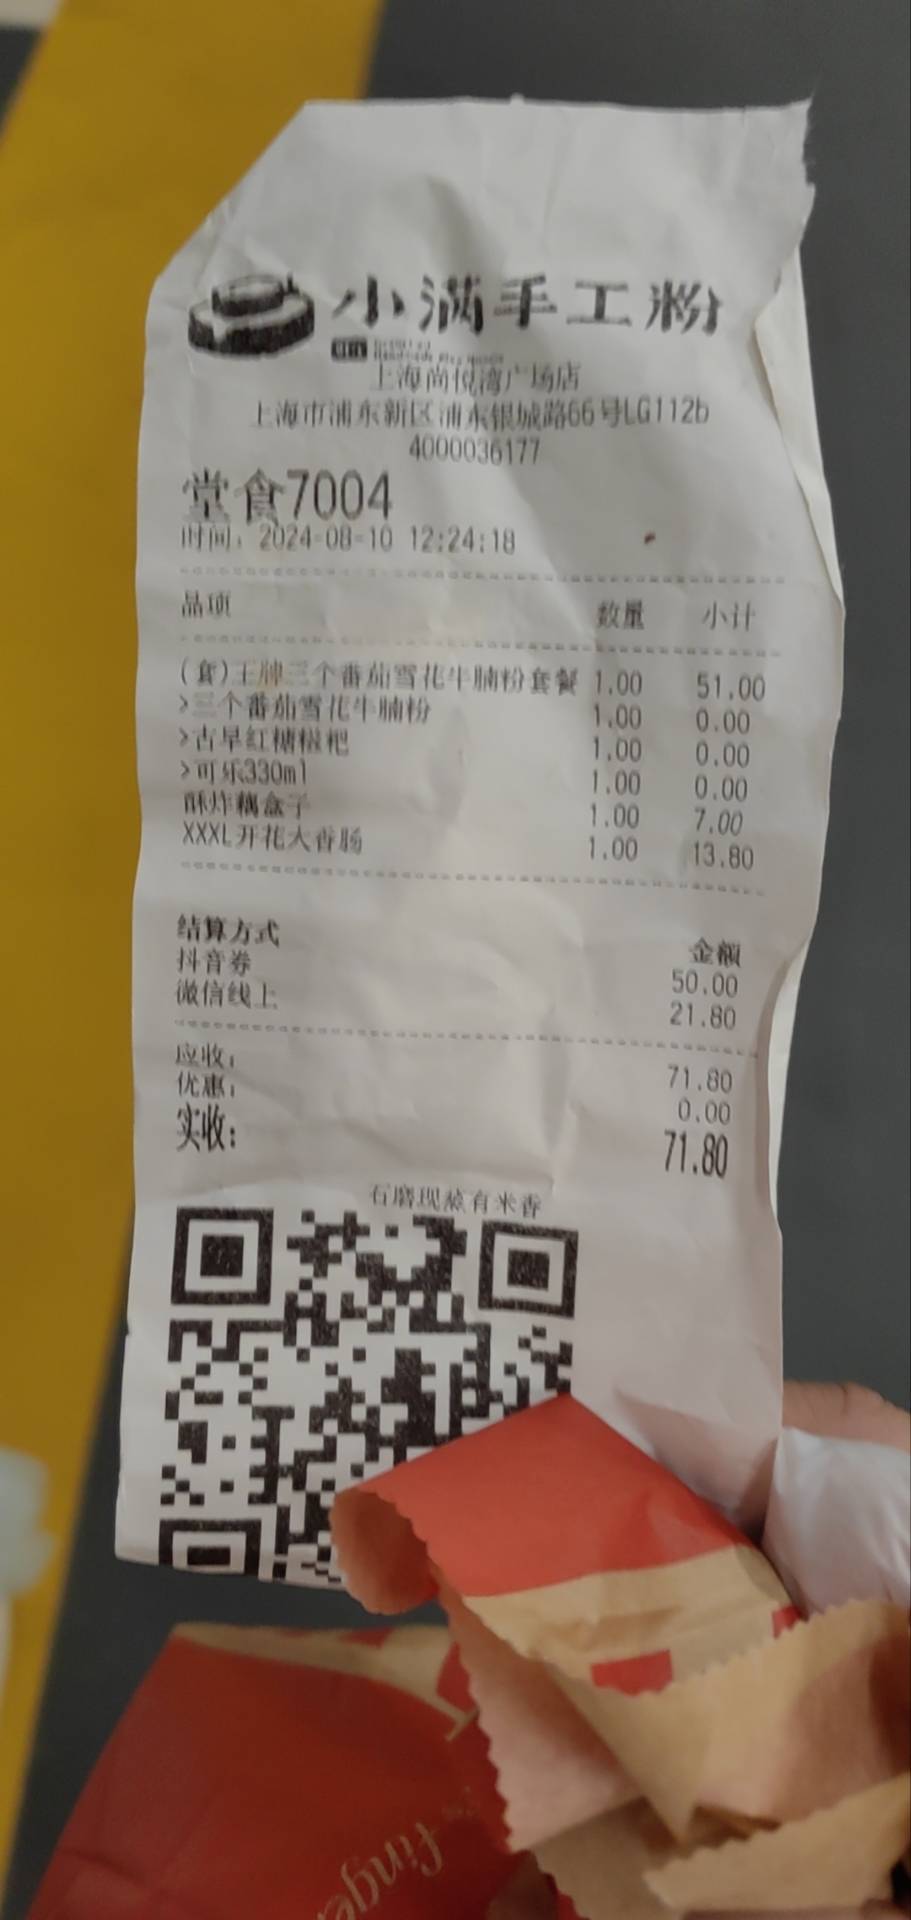 小满手工粉
上海尚悦湾广场店
上海市浦东新区浦东银城路66号LG112b
4000036177
堂食7004
时间：2024-08-10 12:24:18
品项 数量 小计
(套)王牌三个番茄雪花牛腩粉套餐 1.00 51.00
>三个番茄雪花牛腩粉 1.00 0.00
>古早红糖糍粑 1.00 0.00
>可乐330ml 1.00 0.00
酥炸藕盒子 1.00 7.00
XXXL开花大香肠 1.00 13.80
结算方式 金额
抖音券 50.00
微信线上 21.80
应收： 71.80
优惠： 0.00
实收： 71.80
石磨现蒸有米香
finge